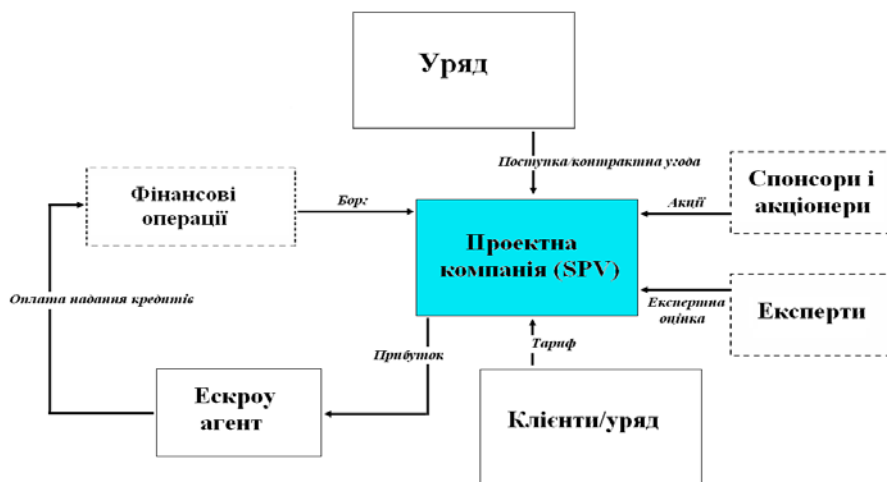 Уряд
Поступка/контрактна угода
Фінансові
операції
Борг
Спонсори і
акціонери
Акції
Проектна
компанія (SPV)
Оплата надання кредитів
Експертна
оцінка
Експерти
Прибуток
Тариф
Ескроу
агент
Клієнти/уряд